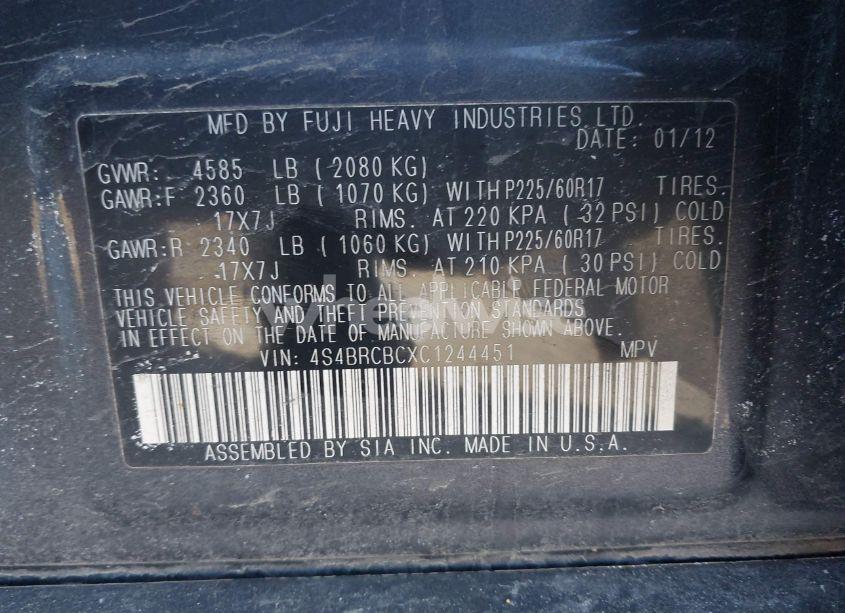 MFD BY FUJI HEAVY INDUSTRIES LTD.
DATE: 01/12
GVWR: 4585 LB (2080 KG)
GAWR:F 2360 LB (1070 KG) WITH P225/60R17 TIRES.
17X7J RIMS. AT 220 KPA (32 PSI) COLD
GAWR:R 2340 LB (1060 KG) WITH P225/60R17 TIRES.
17X7J RIMS. AT 210 KPA (30 PSI) COLD
THIS VEHICLE CONFORMS TO ALL APPLICABLE FEDERAL MOTOR
VEHICLE SAFETY AND THEFT PREVENTION STANDARDS
IN EFFECT ON THE DATE OF MANUFACTURE SHOWN ABOVE.
VIN: 4S4BRCBCXC1244451 MPV
ASSEMBLED BY SIA INC. MADE IN U.S.A.